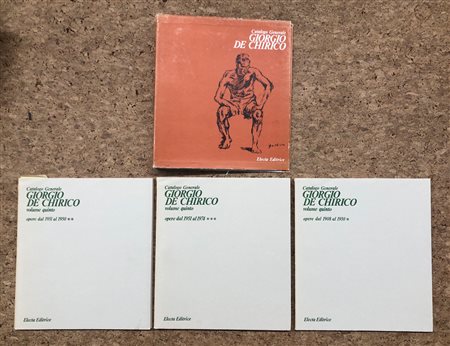 Catalogo Generale
GIORGIO
DE CHIRICO
Electa Editrice
Catalogo Generale
GIORGIO
DE CHIRICO
volume quinto
opere dal 1931 al 1950 **
Electa Editrice
Catalogo Generale
GIORGIO
DE CHIRICO
volume quinto
opere dal 1951 al 1974 ***
Electa Editrice
Catalogo Generale
GIORGIO
DE CHIRICO
volume quinto
opere dal 1908 al 1930 *
Electa Editrice